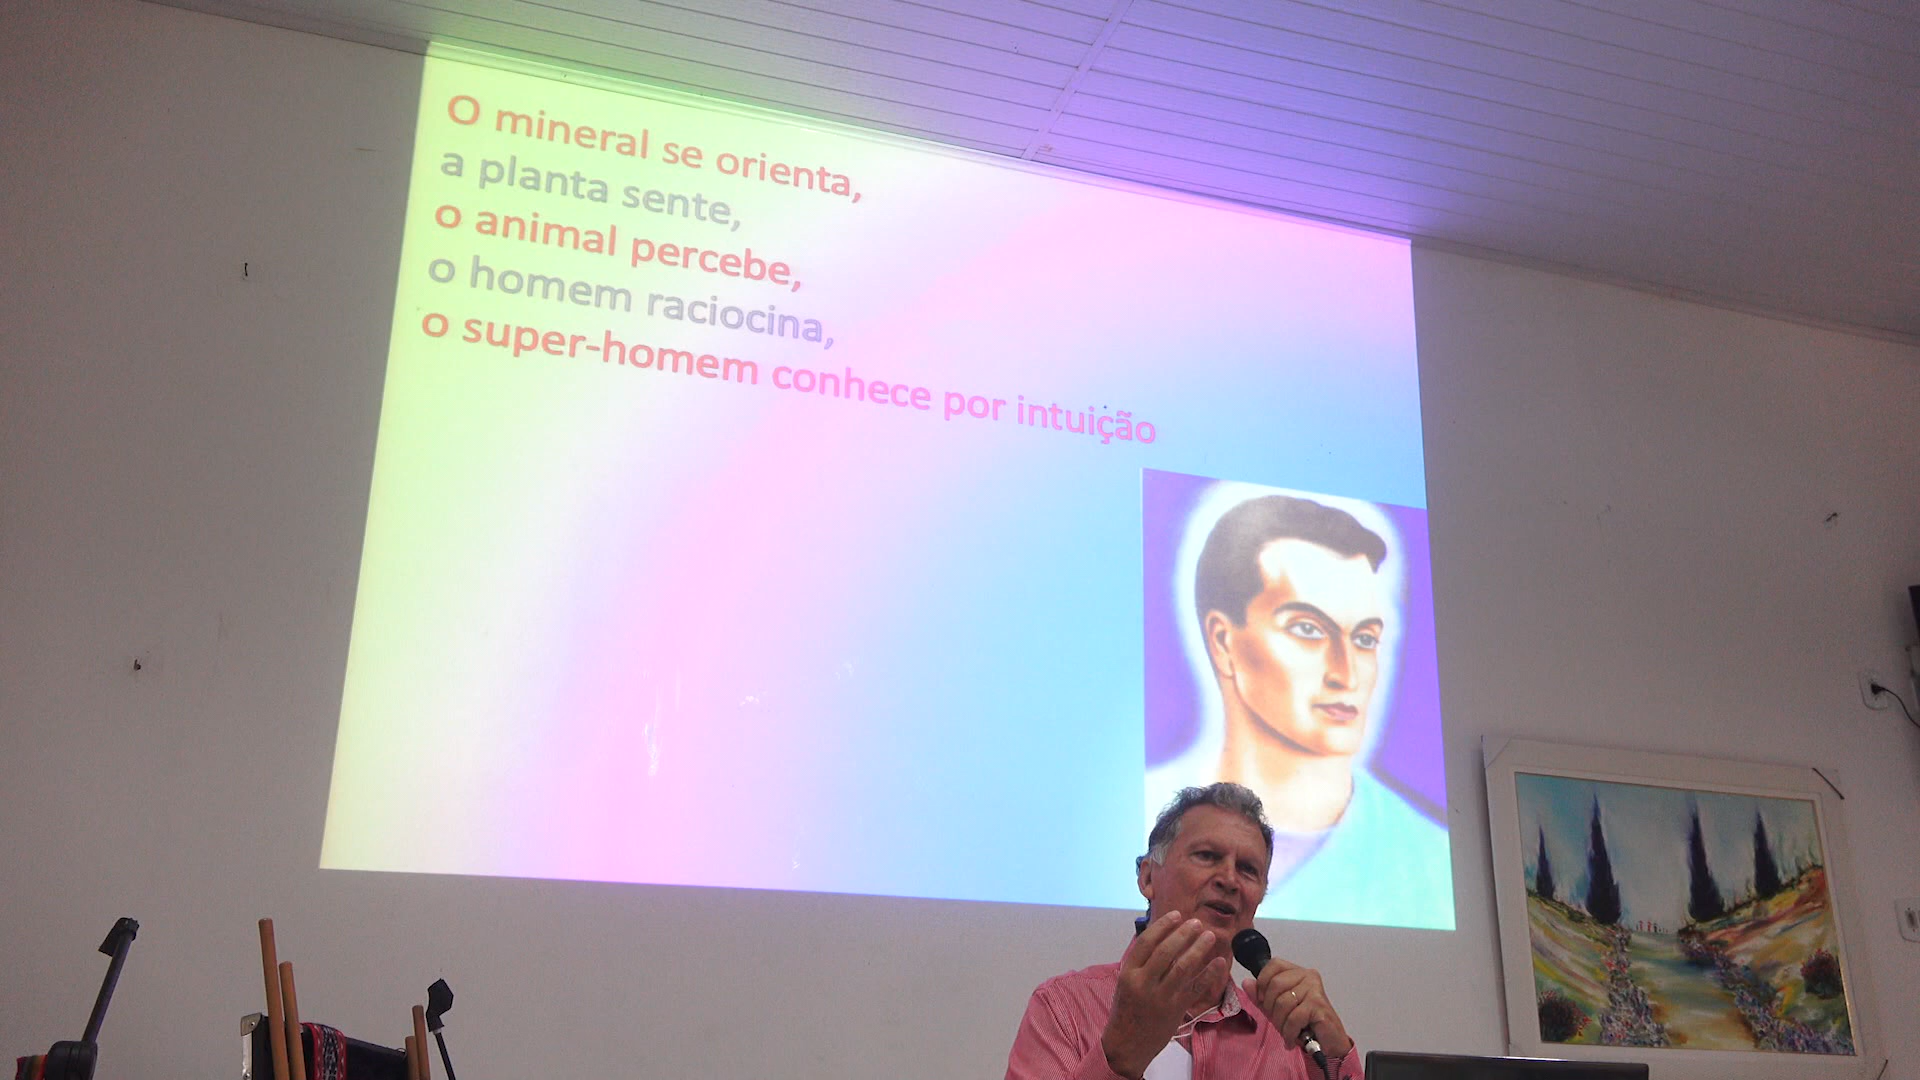 O mineral se orienta,
a planta sente,
o animal percebe,
o homem raciocina,
o super-homem conhece por intuição